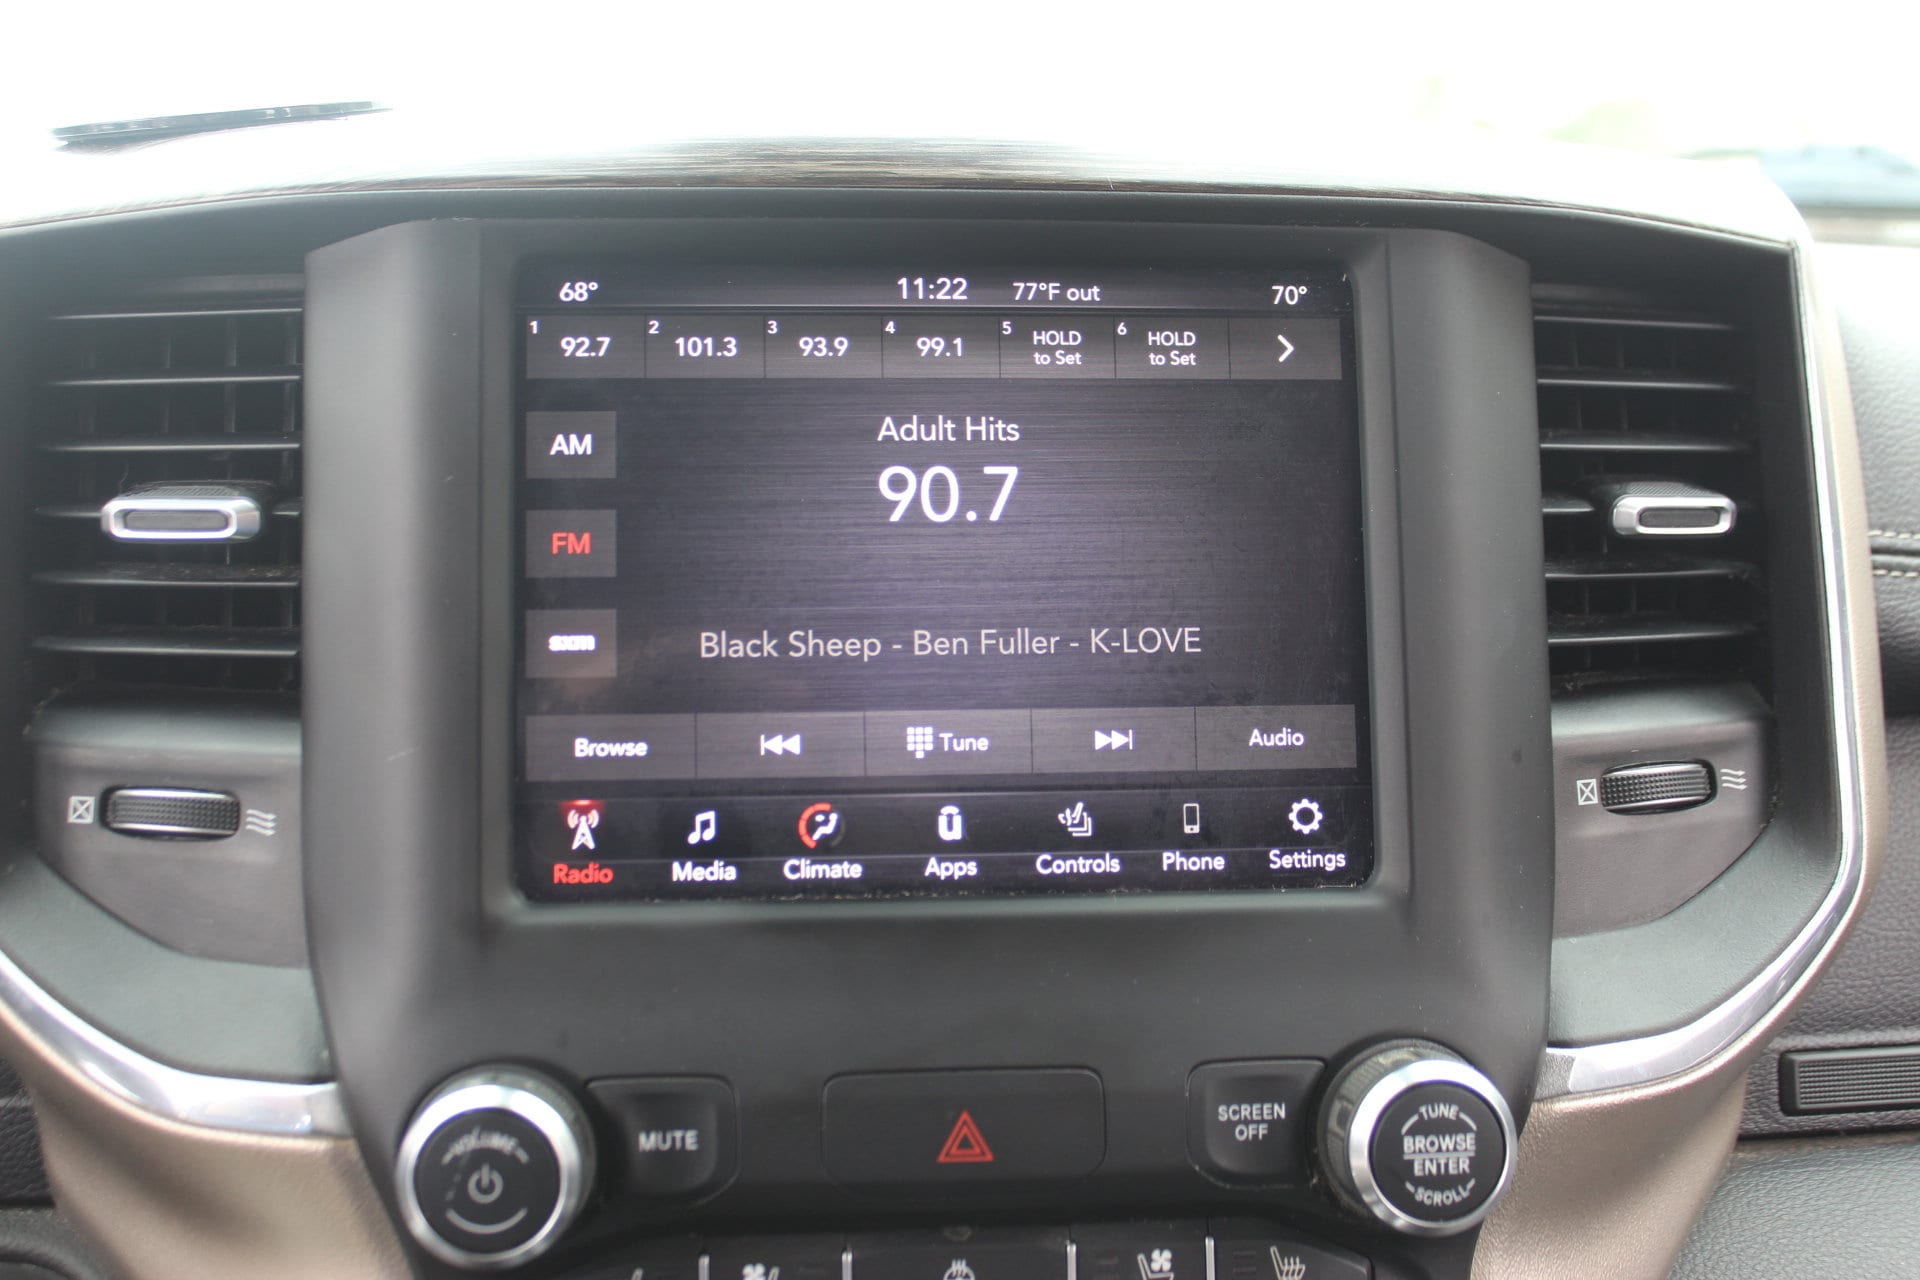 68° 11:22 77°F out 70°
1 92.7 2 101.3 3 93.9 4 99.1 5 HOLD to Set 6 HOLD to Set
AM
Adult Hits
90.7
FM
sxm
Black Sheep - Ben Fuller - K-LOVE
Browse Tune Audio
Radio Media Climate Apps Controls Phone Settings
VOLUME
MUTE
SCREEN
OFF
TUNE
BROWSE
ENTER
SCROLL